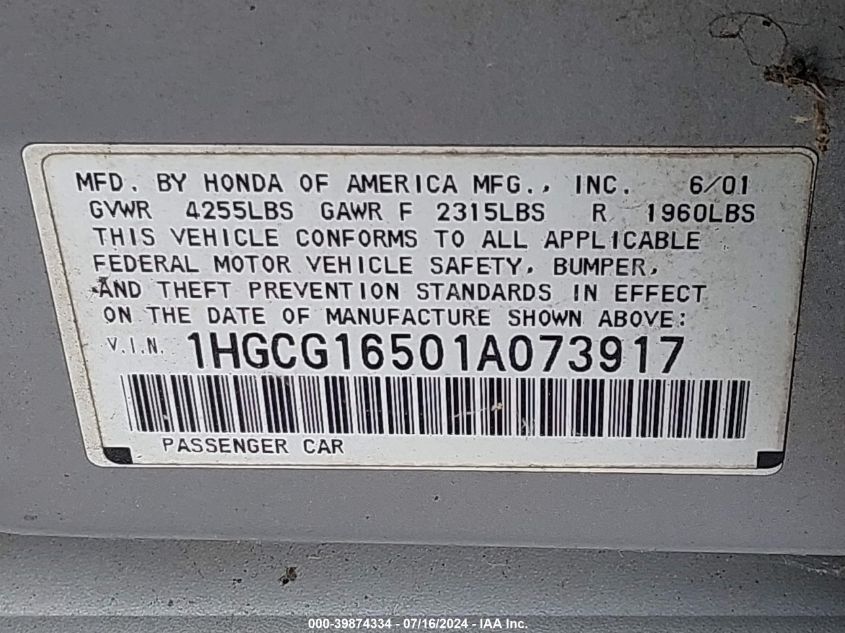 MFD. BY HONDA OF AMERICA MFG., INC. 6/01
GVWR 4255LBS GAWR F 2315LBS R 1960LBS
THIS VEHICLE CONFORMS TO ALL APPLICABLE
FEDERAL MOTOR VEHICLE SAFETY, BUMPER,
AND THEFT PREVENTION STANDARDS IN EFFECT
ON THE DATE OF MANUFACTURE SHOWN ABOVE:
V.I.N. 1HGCG16501A073917
PASSENGER CAR
000-39874334 - 07/16/2024 - IAA Inc.